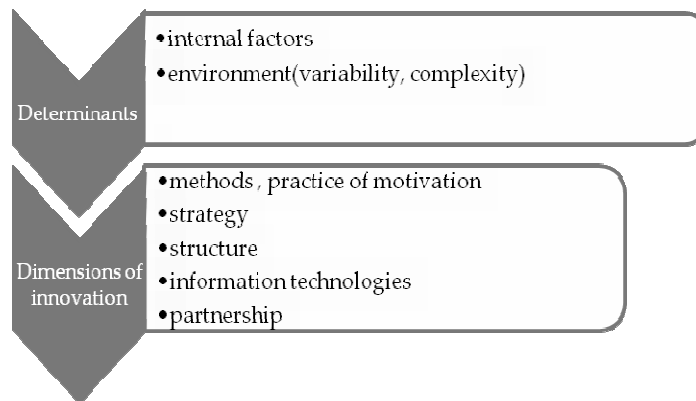 Determinants
•internal factors
•environment(variability, complexity)
Dimensions of
innovation
•methods, practice of motivation
•strategy
•structure
•information technologies
•partnership